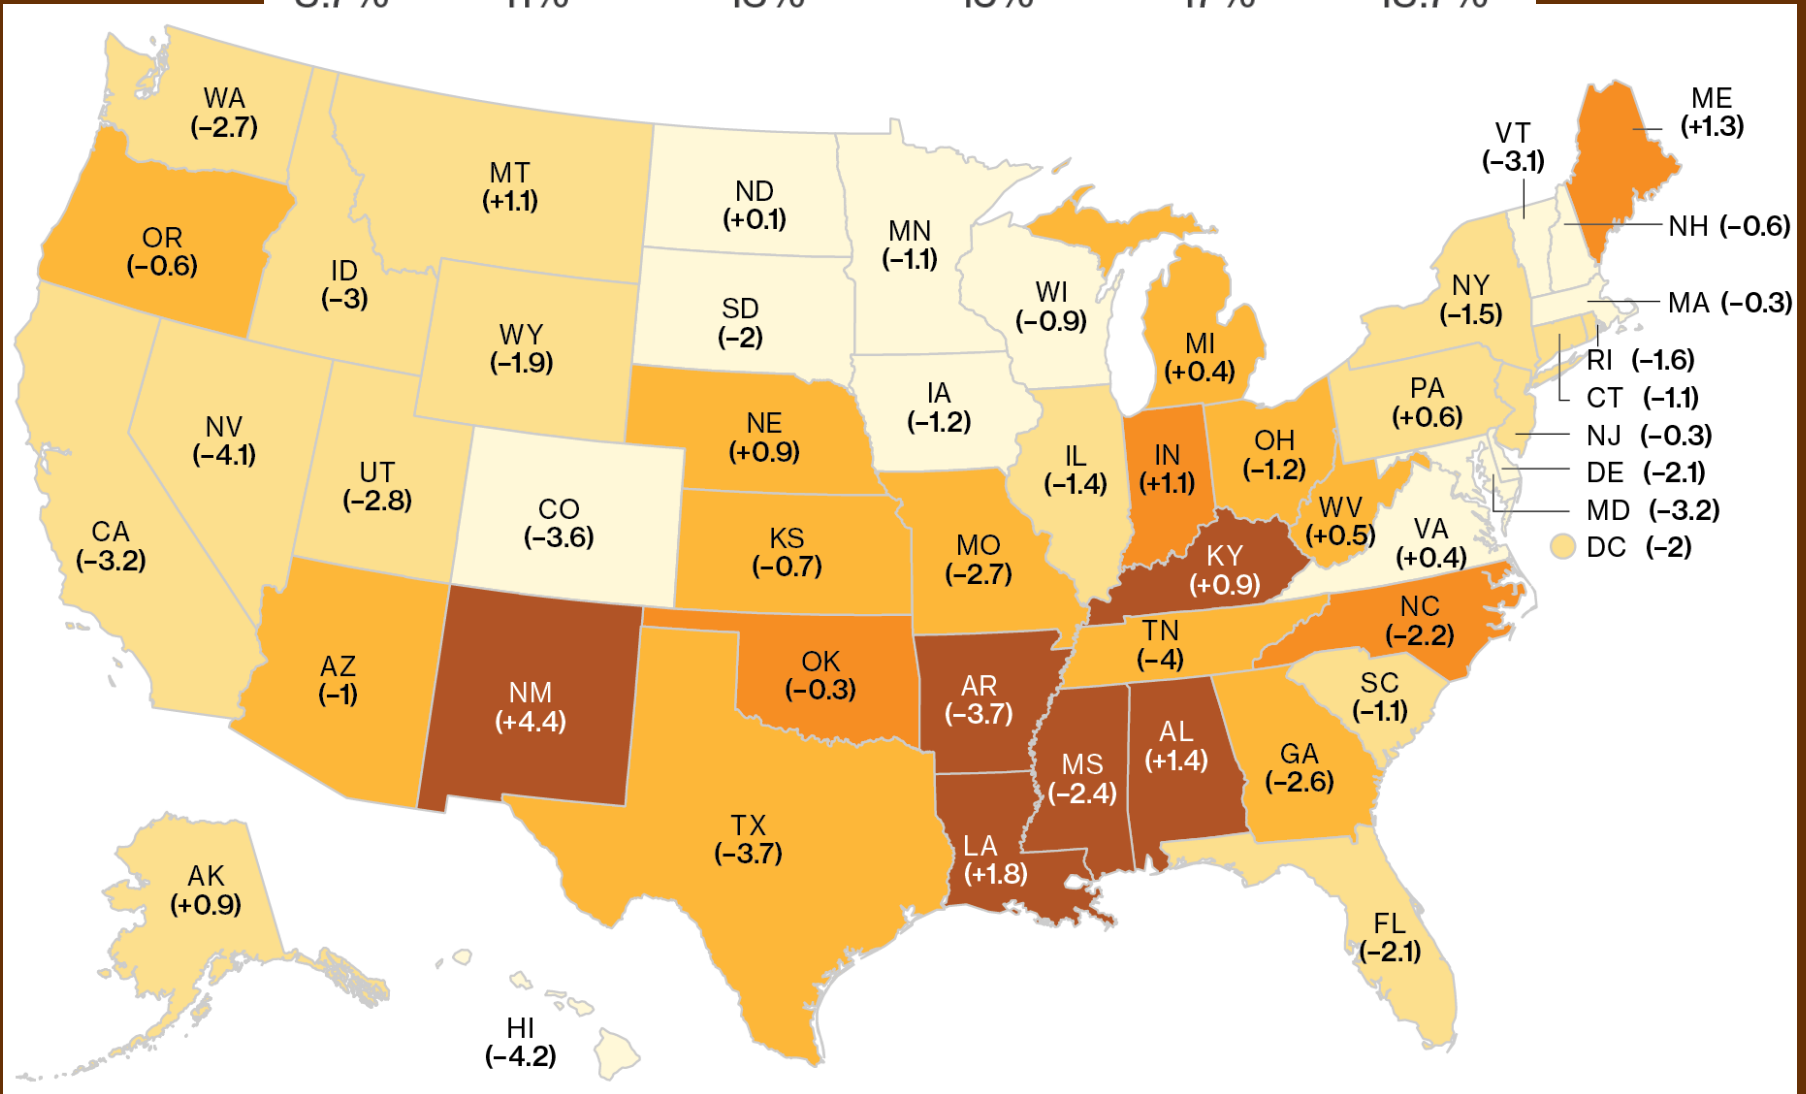 WA
(−2.7)
OR
(−0.6)
MT
(+1.1)
ID
(−3)
WY
(−1.9)
ND
(+0.1)
SD
(−2)
MN
(−1.1)
WI
(−0.9)
MI
(+0.4)
VT
(−3.1)
ME
(+1.3)
NH (−0.6)
MA (−0.3)
NY
(−1.5)
RI (−1.6)
CT (−1.1)
NJ (−0.3)
DE (−2.1)
MD (−3.2)
DC (−2)
PA
(+0.6)
NV
(−4.1)
UT
(−2.8)
CA
(−3.2)
CO
(−3.6)
NE
(+0.9)
IA
(−1.2)
IL
(−1.4)
IN
(+1.1)
OH
(−1.2)
WV
(+0.5)
VA
(+0.4)
KS
(−0.7)
MO
(−2.7)
KY
(+0.9)
NC
(−2.2)
TN
(−4)
SC
(−1.1)
AZ
(−1)
NM
(+4.4)
OK
(−0.3)
AR
(−3.7)
MS
(−2.4)
AL
(+1.4)
GA
(−2.6)
TX
(−3.7)
LA
(+1.8)
FL
(−2.1)
AK
(+0.9)
HI
(−4.2)